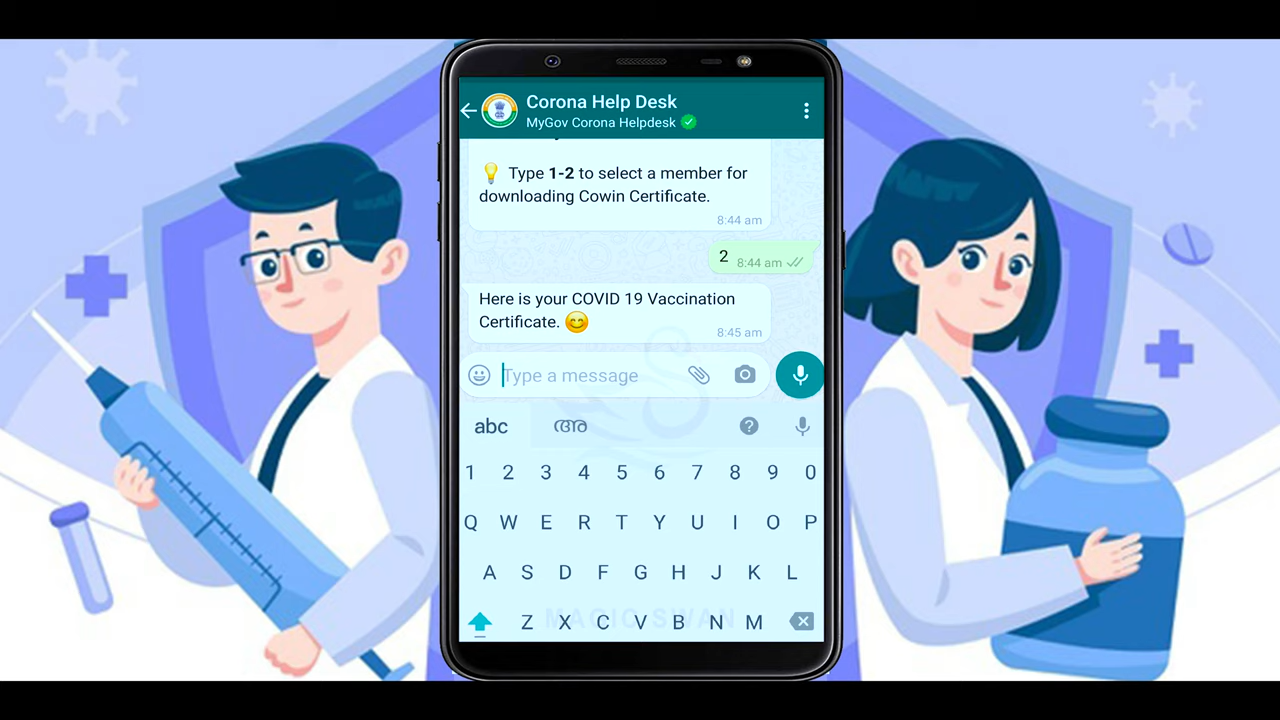 Corona Help Desk
MyGov Corona Helpdesk
Type 1-2 to select a member for
downloading Cowin Certificate.
8:44 am
2 8:44 am
Here is your COVID 19 Vaccination
Certificate. 😊
8:45 am
Type a message
abc അ
1 2 3 4 5 6 7 8 9 0
Q W E R T Y U I O P
A S D F G H J K L
Z X C V B N M
MAGIC SWAN